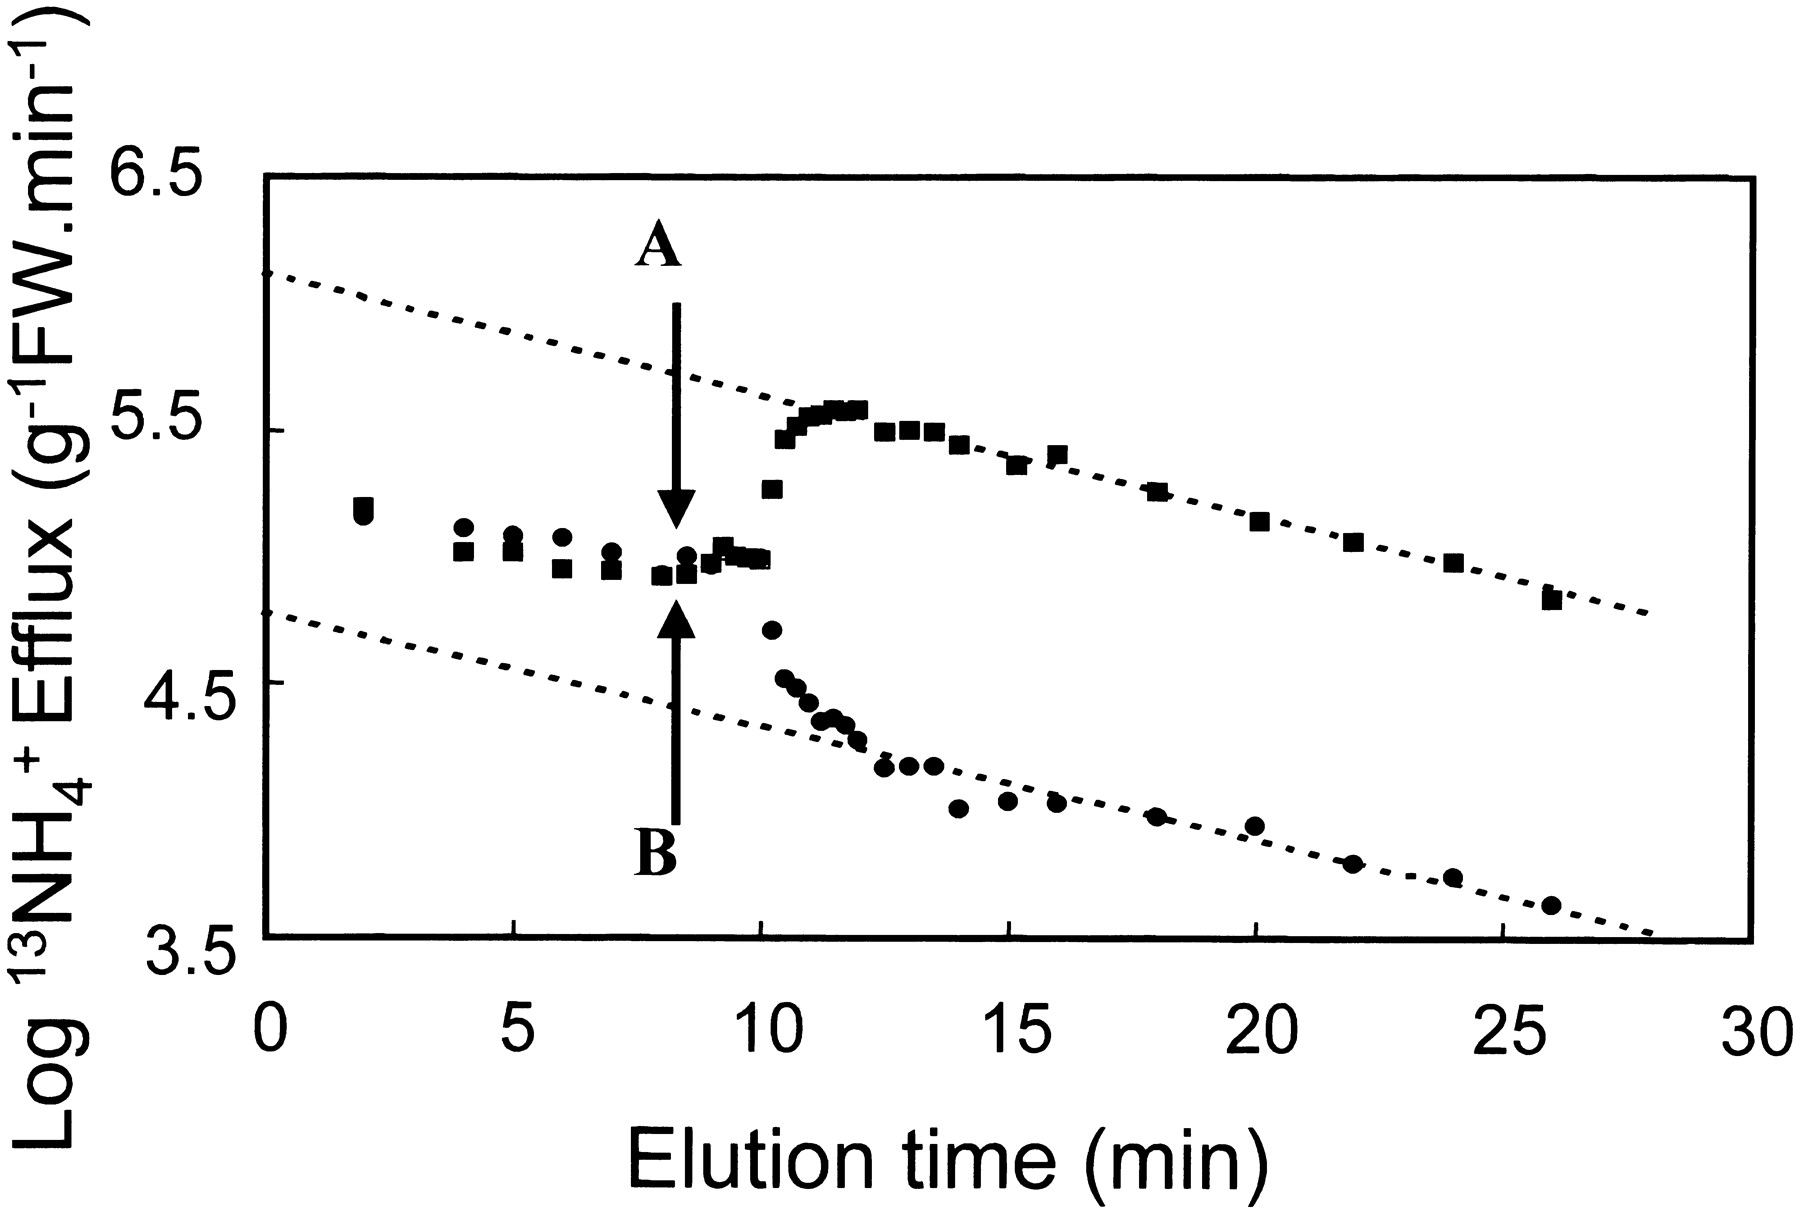 Log ¹³NH₄⁺ Efflux (g⁻¹FW.min⁻¹)
6.5
5.5
4.5
3.5
A
B
0 5 10 15 20 25 30
Elution time (min)